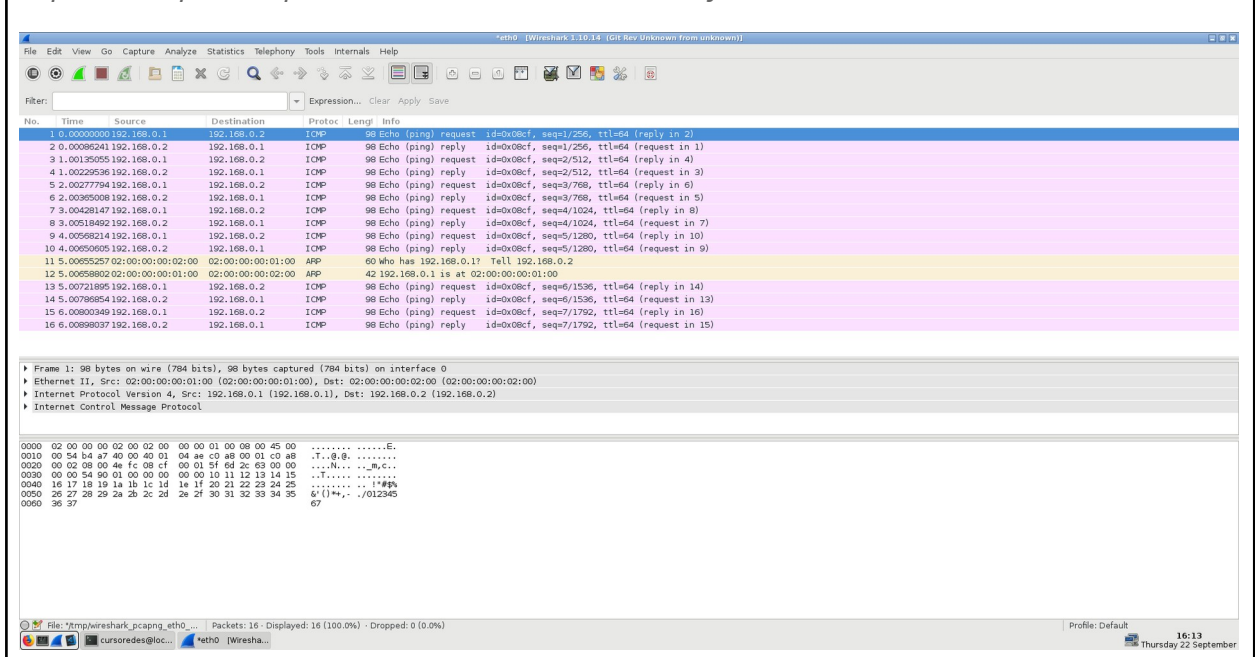 *eth0 [Wireshark 1.10.14 (Git Rev Unknown from unknown)]
File Edit View Go Capture Analyze Statistics Telephony Tools Internals Help
Filter: Expression... Clear Apply Save
No. Time Source Destination Protoc Lengt Info
1 0.00000000 192.168.0.1 192.168.0.2 ICMP 98 Echo (ping) request id=0x08cf, seq=1/256, ttl=64 (reply in 2)
2 0.00086241 192.168.0.2 192.168.0.1 ICMP 98 Echo (ping) reply id=0x08cf, seq=1/256, ttl=64 (request in 1)
3 1.00135055 192.168.0.1 192.168.0.2 ICMP 98 Echo (ping) request id=0x08cf, seq=2/512, ttl=64 (reply in 4)
4 1.00229536 192.168.0.2 192.168.0.1 ICMP 98 Echo (ping) reply id=0x08cf, seq=2/512, ttl=64 (request in 3)
5 2.00277794 192.168.0.1 192.168.0.2 ICMP 98 Echo (ping) request id=0x08cf, seq=3/768, ttl=64 (reply in 6)
6 2.00365008 192.168.0.2 192.168.0.1 ICMP 98 Echo (ping) reply id=0x08cf, seq=3/768, ttl=64 (request in 5)
7 3.00428147 192.168.0.1 192.168.0.2 ICMP 98 Echo (ping) request id=0x08cf, seq=4/1024, ttl=64 (reply in 8)
8 3.00518492 192.168.0.2 192.168.0.1 ICMP 98 Echo (ping) reply id=0x08cf, seq=4/1024, ttl=64 (request in 7)
9 4.00568214 192.168.0.1 192.168.0.2 ICMP 98 Echo (ping) request id=0x08cf, seq=5/1280, ttl=64 (reply in 10)
10 4.00650605 192.168.0.2 192.168.0.1 ICMP 98 Echo (ping) reply id=0x08cf, seq=5/1280, ttl=64 (request in 9)
11 5.00655257 02:00:00:00:02:00 02:00:00:00:01:00 ARP 60 Who has 192.168.0.1? Tell 192.168.0.2
12 5.00658802 02:00:00:00:01:00 02:00:00:00:02:00 ARP 42 192.168.0.1 is at 02:00:00:00:01:00
13 5.00721895 192.168.0.1 192.168.0.2 ICMP 98 Echo (ping) request id=0x08cf, seq=6/1536, ttl=64 (reply in 14)
14 5.00786854 192.168.0.2 192.168.0.1 ICMP 98 Echo (ping) reply id=0x08cf, seq=6/1536, ttl=64 (request in 13)
15 6.00800349 192.168.0.1 192.168.0.2 ICMP 98 Echo (ping) request id=0x08cf, seq=7/1792, ttl=64 (reply in 16)
16 6.00898037 192.168.0.2 192.168.0.1 ICMP 98 Echo (ping) reply id=0x08cf, seq=7/1792, ttl=64 (request in 15)
Frame 1: 98 bytes on wire (784 bits), 98 bytes captured (784 bits) on interface 0
Ethernet II, Src: 02:00:00:00:01:00 (02:00:00:00:01:00), Dst: 02:00:00:00:02:00 (02:00:00:00:02:00)
Internet Protocol Version 4, Src: 192.168.0.1 (192.168.0.1), Dst: 192.168.0.2 (192.168.0.2)
Internet Control Message Protocol
0000 02 00 00 00 02 00 02 00 00 00 01 00 08 00 45 00 ........ ......E.
0010 00 54 b4 a7 40 00 40 01 04 ae c0 a8 00 01 c0 a8 .T..@.@. ........
0020 00 02 08 00 4e fc 08 cf 00 01 5f 6d 2c 63 00 00 ....N... .._m,c..
0030 00 00 54 90 01 00 00 00 00 00 10 11 12 13 14 15 ..T..... ........
0040 16 17 18 19 1a 1b 1c 1d 1e 1f 20 21 22 23 24 25 ........ .. !"#$%
0050 26 27 28 29 2a 2b 2c 2d 2e 2f 30 31 32 33 34 35 &'()*+,- ./012345
0060 36 37 67
File: "/tmp/wireshark_pcapng_eth0_... Packets: 16 · Displayed: 16 (100.0%) · Dropped: 0 (0.0%) Profile: Default
cursoredes@loc... *eth0 [Wiresha... 16:13
Thursday 22 September